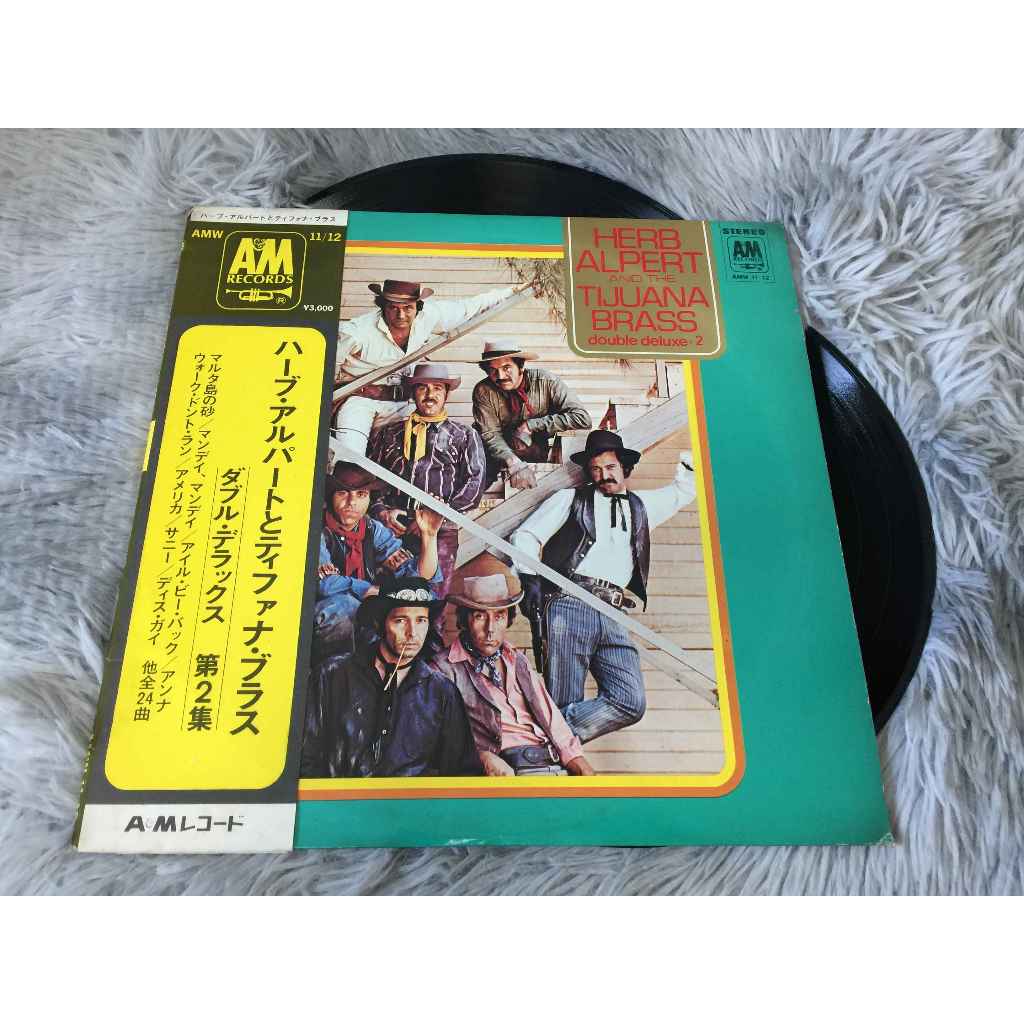 ハーブ・アルパートとティファナ・ブラス
AMW
11/12
A&M
RECORDS
®
¥3,000
ハーブ・アルパートとティファナ・ブラス
ダブル・デラックス 第2集
マルタ島の砂/マンデイ、マンデイ/アイル・ビー・バック/アンナ
ウォーク・ドント・ラン/アメリカ/サニー/ディス・ガイ 他全24曲
A&Mレコード
HERB
ALPERT
AND THE
TIJUANA
BRASS
double deluxe・2
STEREO
A&M
RECORDS
AMW 11・12